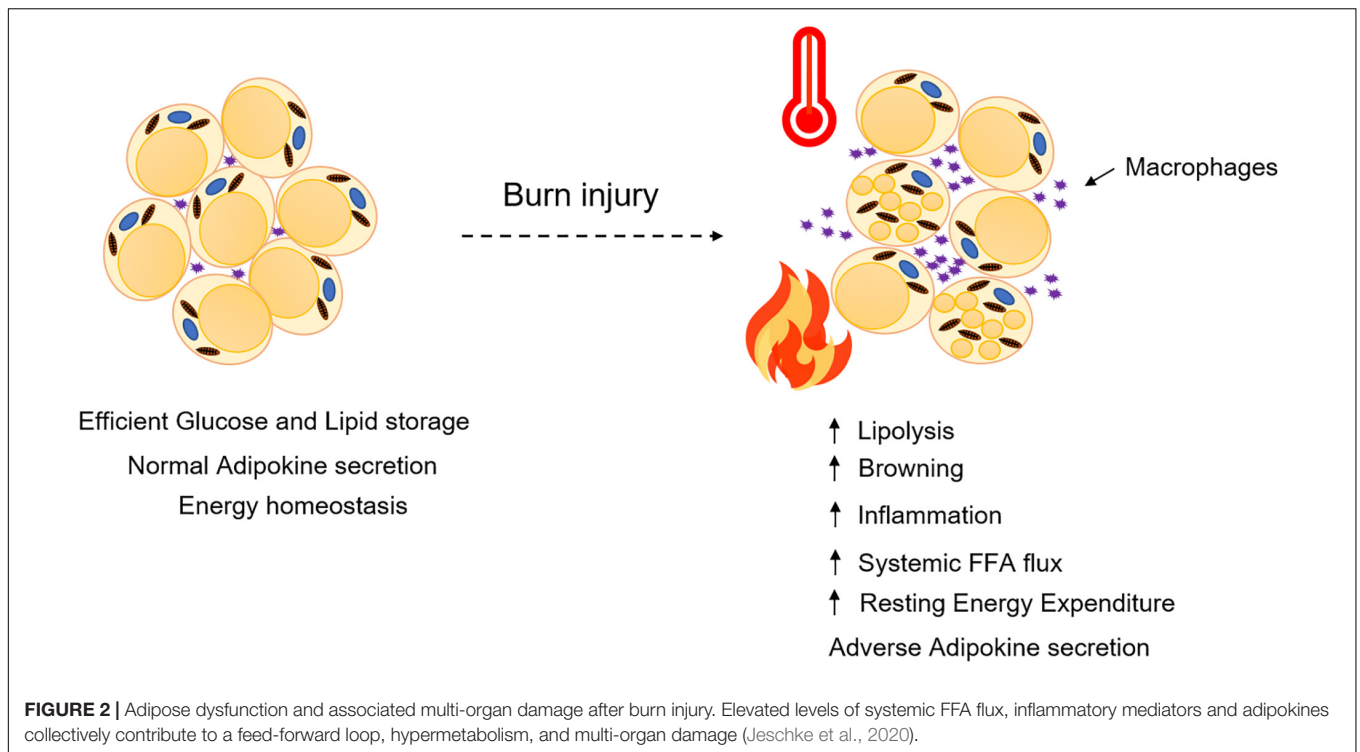 Burn injury
Macrophages
Efficient Glucose and Lipid storage
Normal Adipokine secretion
Energy homeostasis
↑ Lipolysis
↑ Browning
↑ Inflammation
↑ Systemic FFA flux
↑ Resting Energy Expenditure
Adverse Adipokine secretion
FIGURE 2 | Adipose dysfunction and associated multi-organ damage after burn injury. Elevated levels of systemic FFA flux, inflammatory mediators and adipokines
collectively contribute to a feed-forward loop, hypermetabolism, and multi-organ damage (Jeschke et al., 2020).